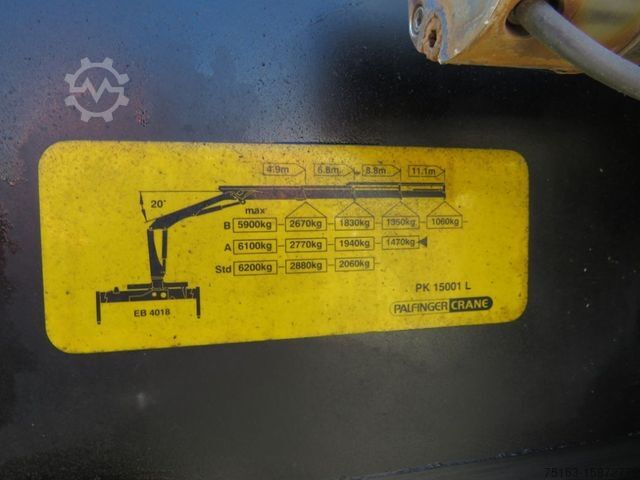 4.9m 6.8m 8.8m 11.1m
20°
max
B 5900kg 2670kg 1830kg 1350kg 1060kg
A 6100kg 2770kg 1940kg 1470kg
Std 6200kg 2880kg 2060kg
EB 4018
PK 15001 L
PALFINGER CRANE